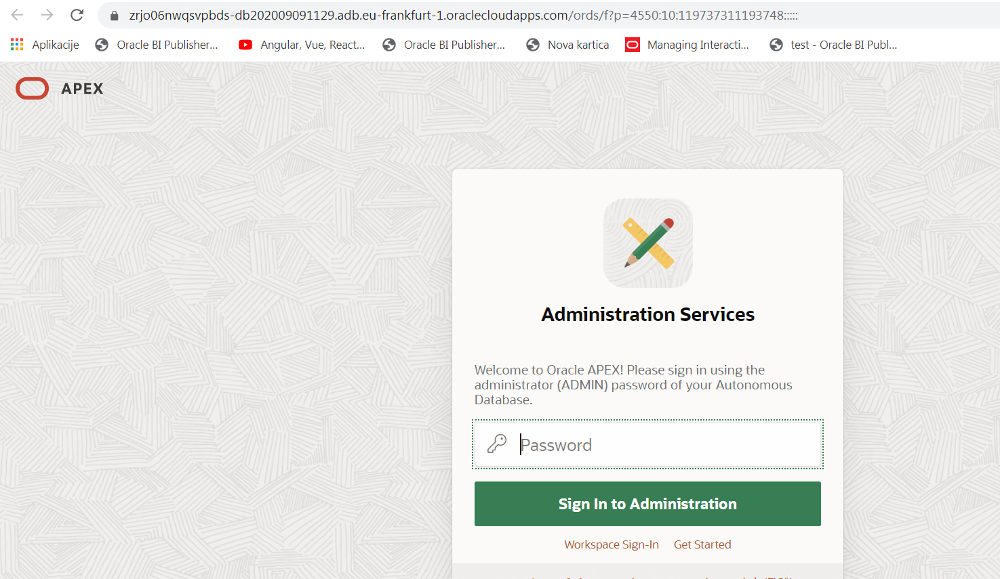 zrjo06nwqsvpbds-db202009091129.adb.eu-frankfurt-1.oraclecloudapps.com/ords/f?p=4550:10:119737311193748:::::
Aplikacije Oracle BI Publisher... Angular, Vue, React... Oracle BI Publisher... Nova kartica Managing Interacti... test - Oracle BI Publ...
APEX
Administration Services
Welcome to Oracle APEX! Please sign in using the
administrator (ADMIN) password of your Autonomous
Database.
Password
Sign In to Administration
Workspace Sign-In Get Started